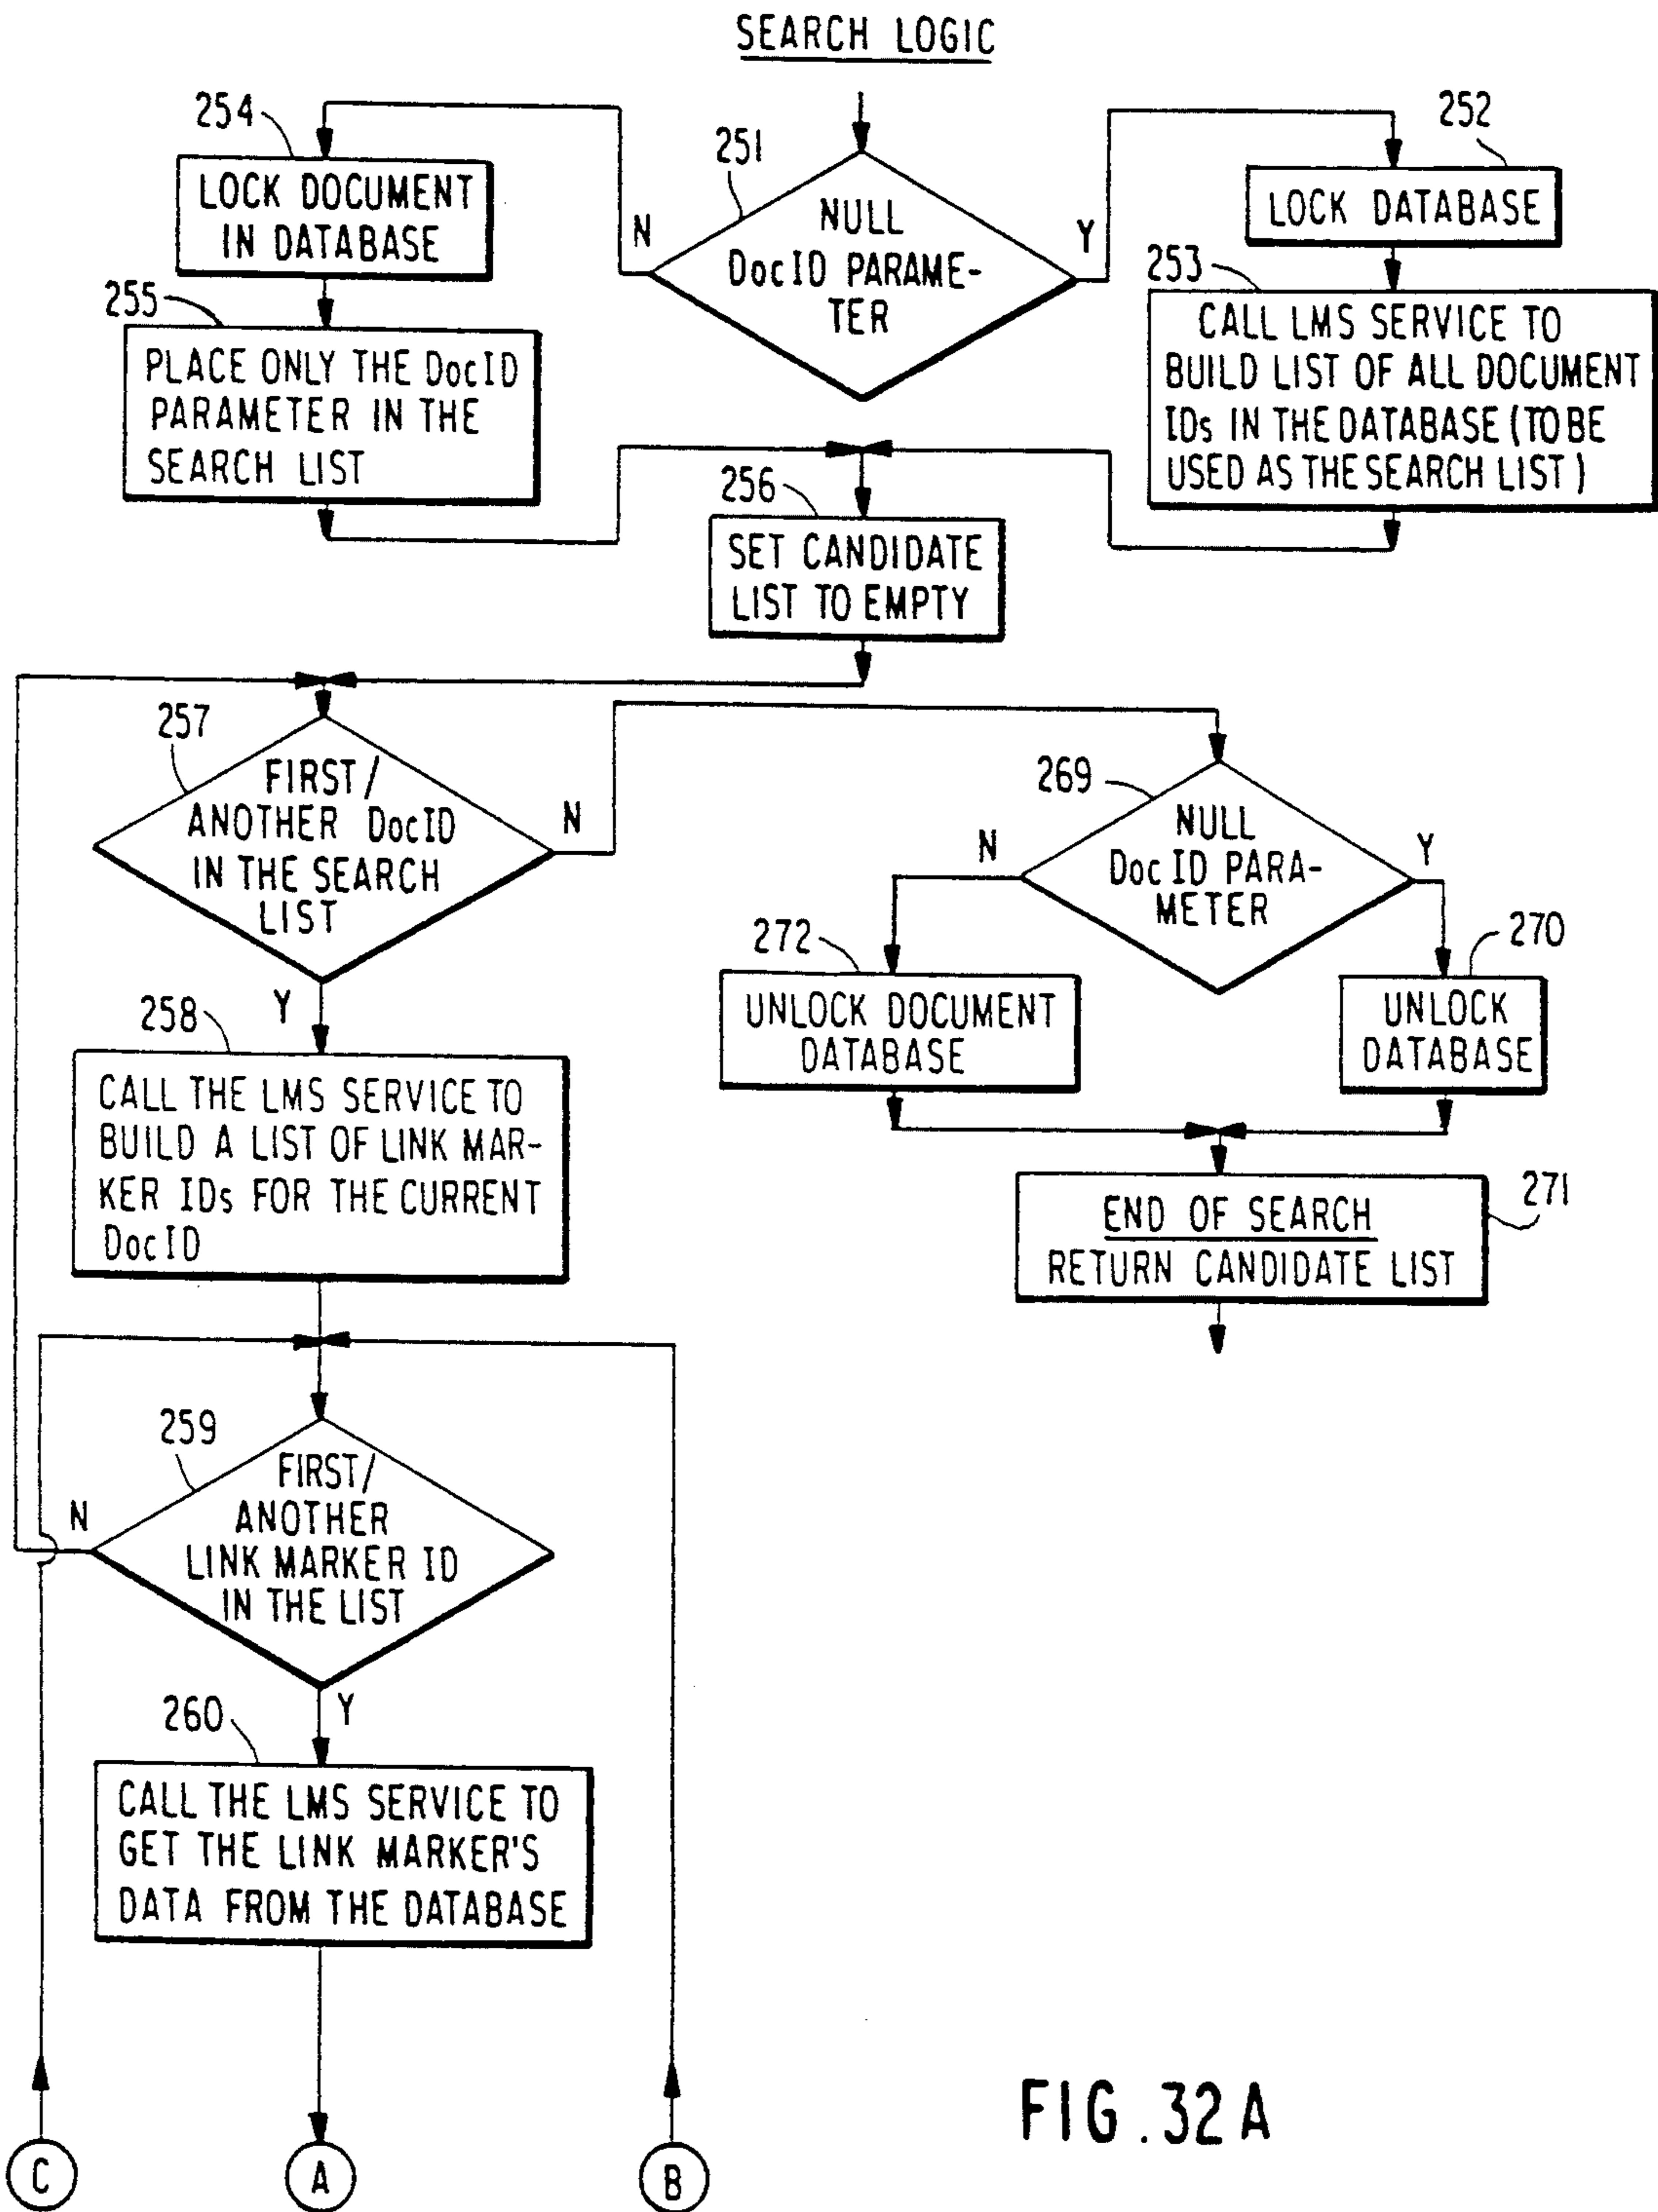 SEARCH LOGIC
254
LOCK DOCUMENT
IN DATABASE
251
NULL
DocID PARAME-
TER
N
Y
252
LOCK DATABASE
253
CALL LMS SERVICE TO
BUILD LIST OF ALL DOCUMENT
IDs IN THE DATABASE (TO BE
USED AS THE SEARCH LIST)
255
PLACE ONLY THE DocID
PARAMETER IN THE
SEARCH LIST
256
SET CANDIDATE
LIST TO EMPTY
257
FIRST/
ANOTHER DocID
IN THE SEARCH
LIST
N
Y
269
NULL
DocID PARA-
METER
N
Y
272
UNLOCK DOCUMENT
DATABASE
270
UNLOCK
DATABASE
271
END OF SEARCH
RETURN CANDIDATE LIST
258
CALL THE LMS SERVICE TO
BUILD A LIST OF LINK MAR-
KER IDs FOR THE CURRENT
DocID
259
FIRST/
ANOTHER
LINK MARKER ID
IN THE LIST
N
Y
260
CALL THE LMS SERVICE TO
GET THE LINK MARKER'S
DATA FROM THE DATABASE
C
A
B
FIG.32A